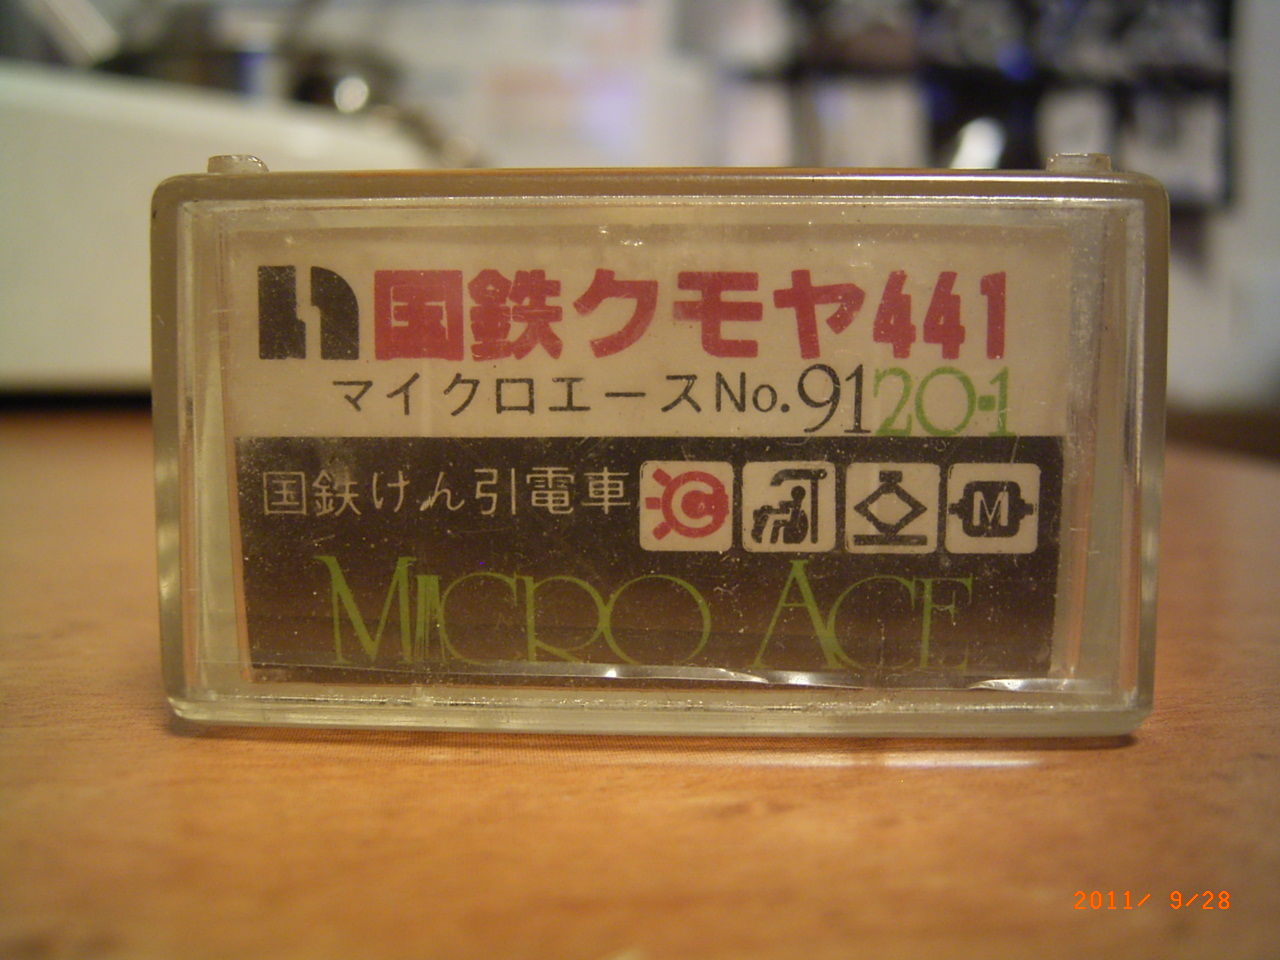 国鉄クモヤ441
マイクロエースNo.9120-1
国鉄けん引電車
C
M
MICRO ACE
2011/ 9/28